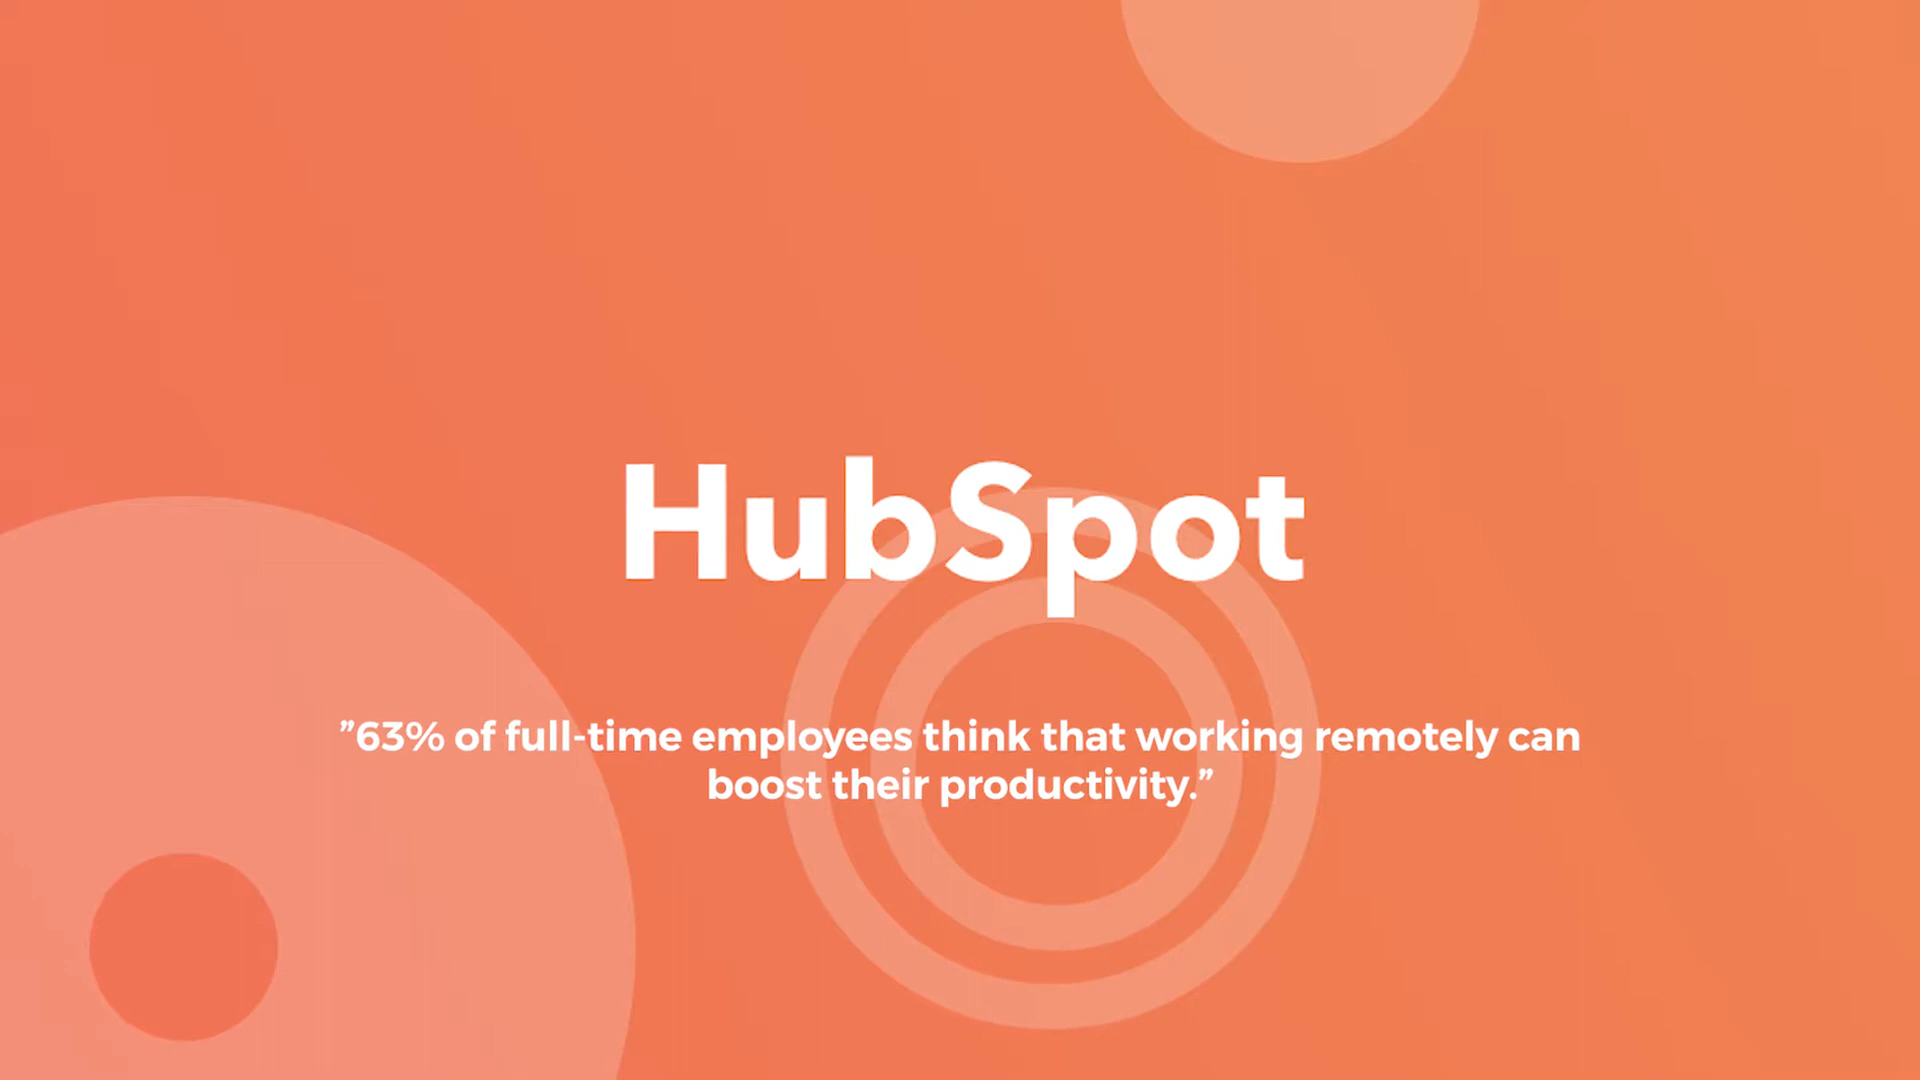 HubSpot
”63% of full-time employees think that working remotely can
boost their productivity.”